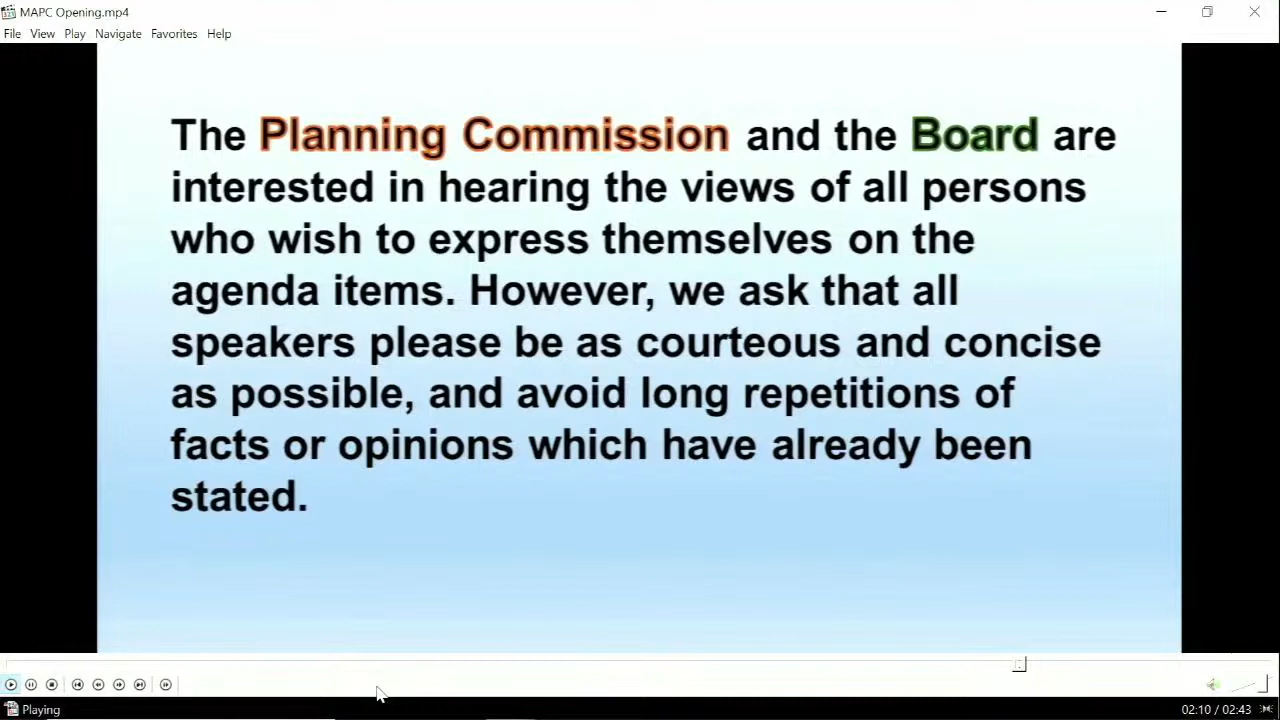 MAPC Opening.mp4
File View Play Navigate Favorites Help
The Planning Commission and the Board are
interested in hearing the views of all persons
who wish to express themselves on the
agenda items. However, we ask that all
speakers please be as courteous and concise
as possible, and avoid long repetitions of
facts or opinions which have already been
stated.
Playing
02:10 / 02:43